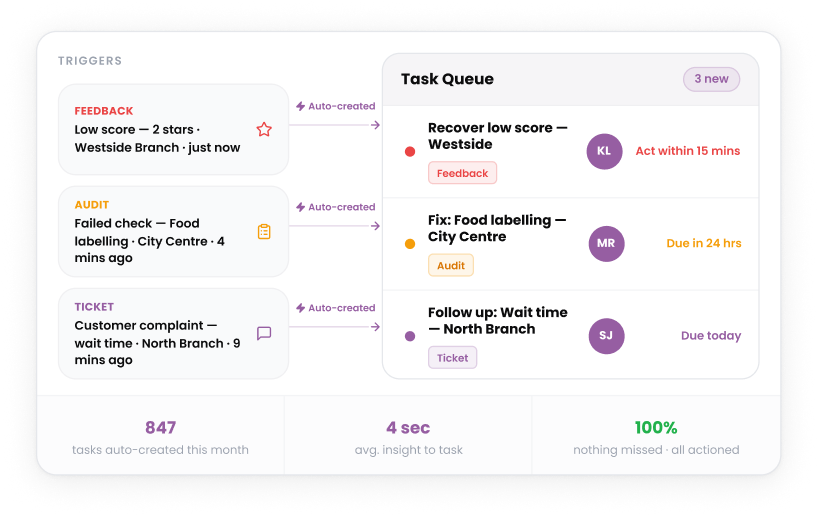 TRIGGERS
FEEDBACK
Low score — 2 stars ·
Westside Branch · just now
Auto-created
AUDIT
Failed check — Food
labelling · City Centre · 4
mins ago
Auto-created
TICKET
Customer complaint —
wait time · North Branch · 9
mins ago
Auto-created
Task Queue
3 new
Recover low score —
Westside
Feedback
KL
Act within 15 mins
Fix: Food labelling —
City Centre
Audit
MR
Due in 24 hrs
Follow up: Wait time
— North Branch
Ticket
SJ
Due today
847
tasks auto-created this month
4 sec
avg. insight to task
100%
nothing missed · all actioned